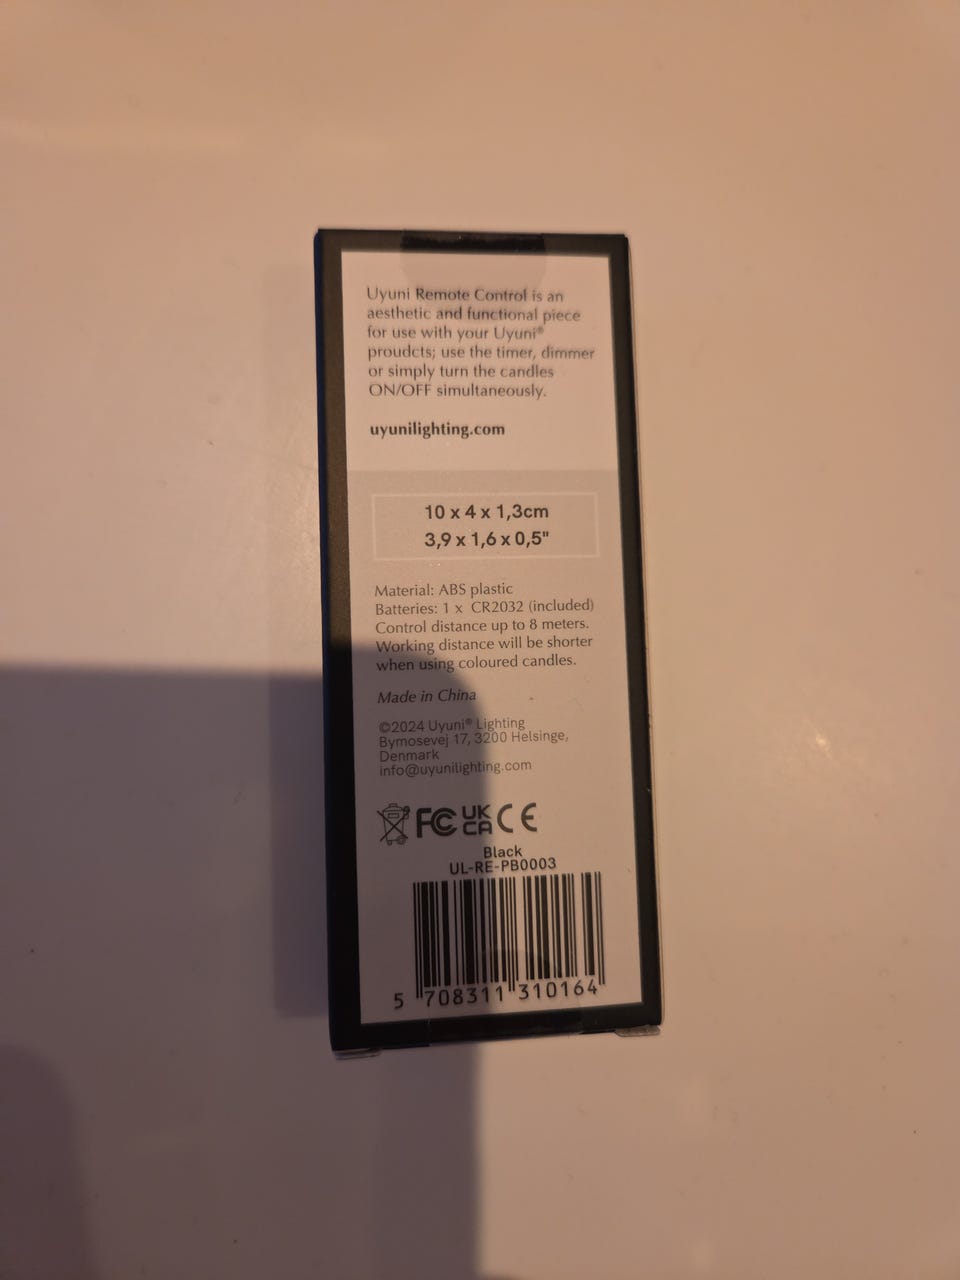 Uyuni Remote Control is an
aesthetic and functional piece
for use with your Uyuni®
proudcts; use the timer, dimmer
or simply turn the candles
ON/OFF simultaneously.
uyunilighting.com
10 x 4 x 1,3cm
3,9 x 1,6 x 0,5"
Material: ABS plastic
Batteries: 1 x CR2032 (included)
Control distance up to 8 meters.
Working distance will be shorter
when using coloured candles.
Made in China
©2024 Uyuni® Lighting
Bymosevej 17, 3200 Helsinge,
Denmark
info@uyunilighting.com
FC UK CA CE
Black
UL-RE-PB0003
5 708311 310164